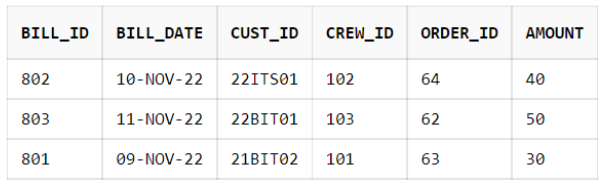 BILL_ID BILL_DATE CUST_ID CREW_ID ORDER_ID AMOUNT
802 10-NOV-22 22ITS01 102 64 40
803 11-NOV-22 22BIT01 103 62 50
801 09-NOV-22 21BIT02 101 63 30